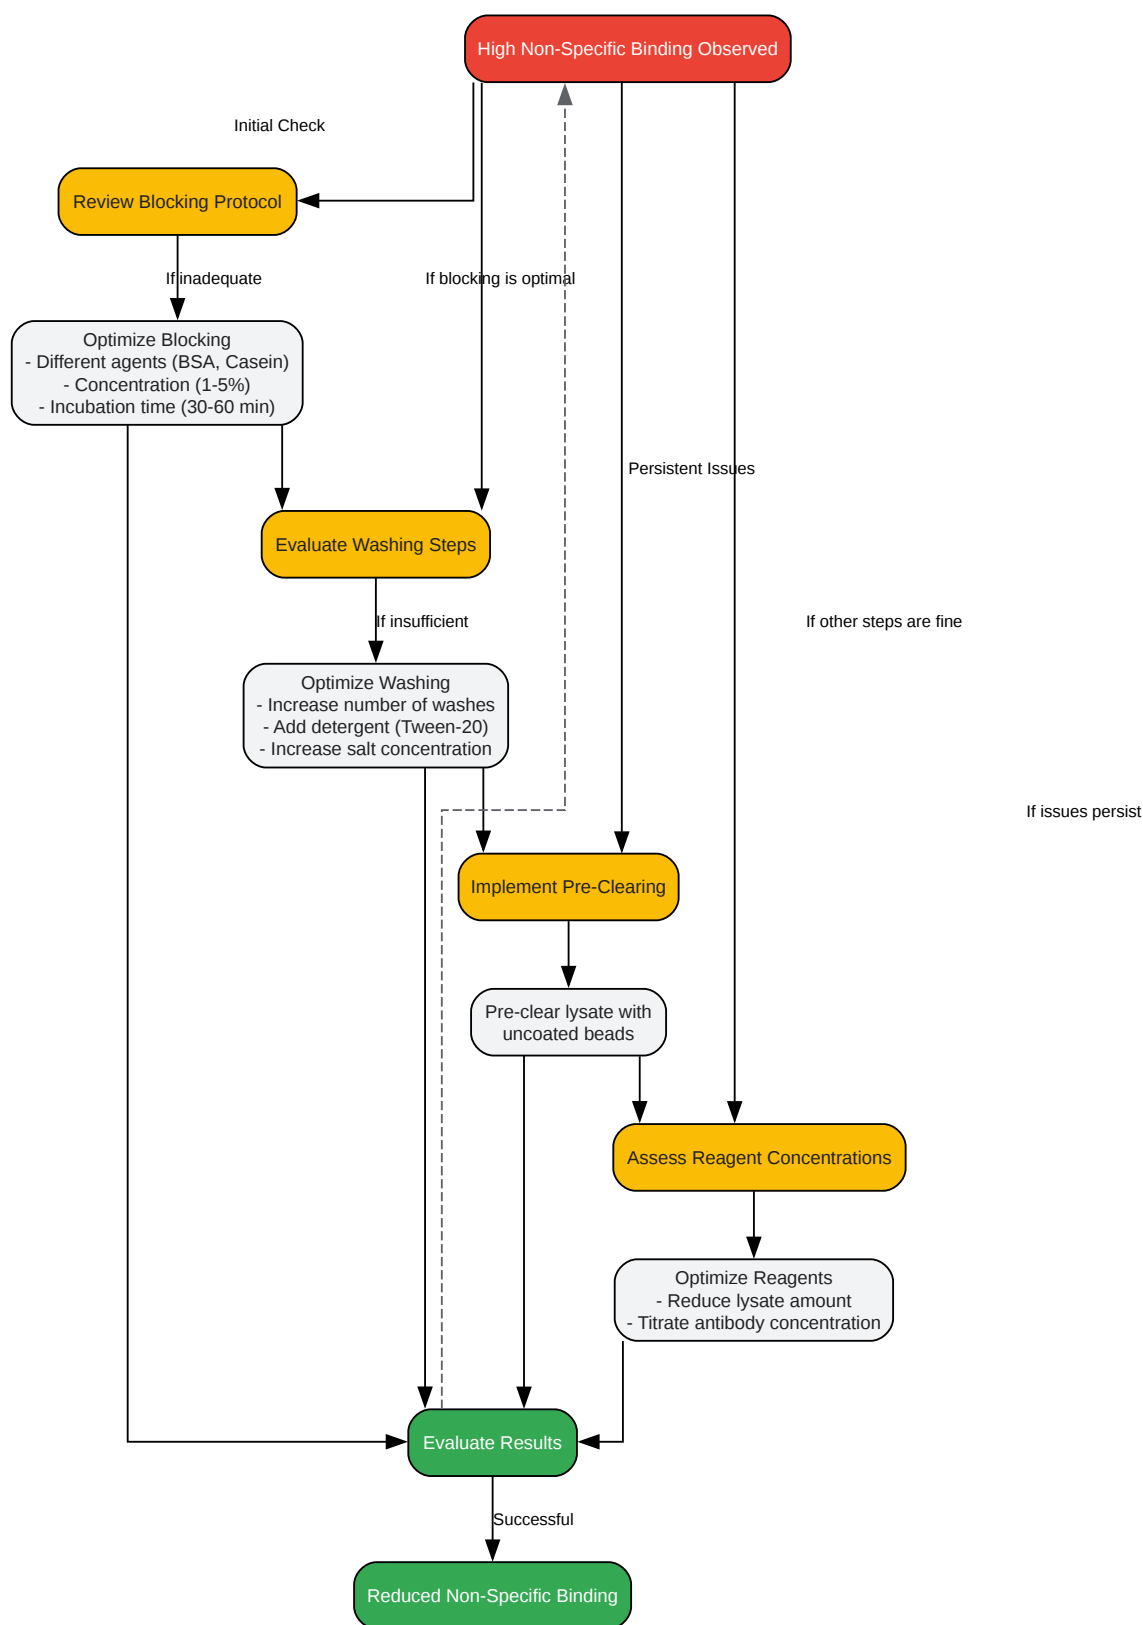 High Non-Specific Binding Observed
Initial Check
Review Blocking Protocol
If inadequate
If blocking is optimal
Optimize Blocking
- Different agents (BSA, Casein)
- Concentration (1-5%)
- Incubation time (30-60 min)
Persistent Issues
Evaluate Washing Steps
If insufficient
If other steps are fine
Optimize Washing
- Increase number of washes
- Add detergent (Tween-20)
- Increase salt concentration
If issues persist
Implement Pre-Clearing
Pre-clear lysate with
uncoated beads
Assess Reagent Concentrations
Optimize Reagents
- Reduce lysate amount
- Titrate antibody concentration
Evaluate Results
Successful
Reduced Non-Specific Binding